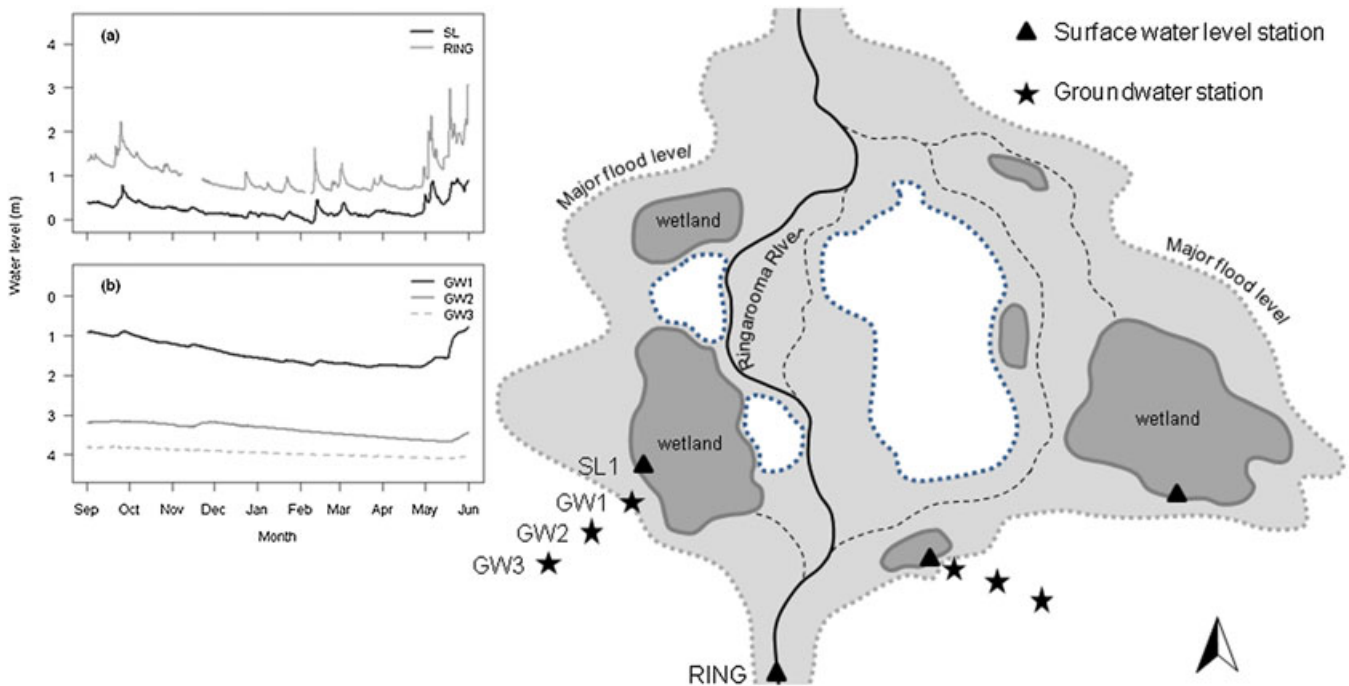 (a)
SL
RING
4
3
2
1
0
Water level (m)
(b)
GW1
GW2
GW3
0
1
2
3
4
Sep Oct Nov Dec Jan Feb Mar Apr May Jun
Month
▲ Surface water level station
★ Groundwater station
Major flood level
wetland
Ringarooma River
Major flood level
wetland
wetland
SL1
GW1
GW2
GW3
RING